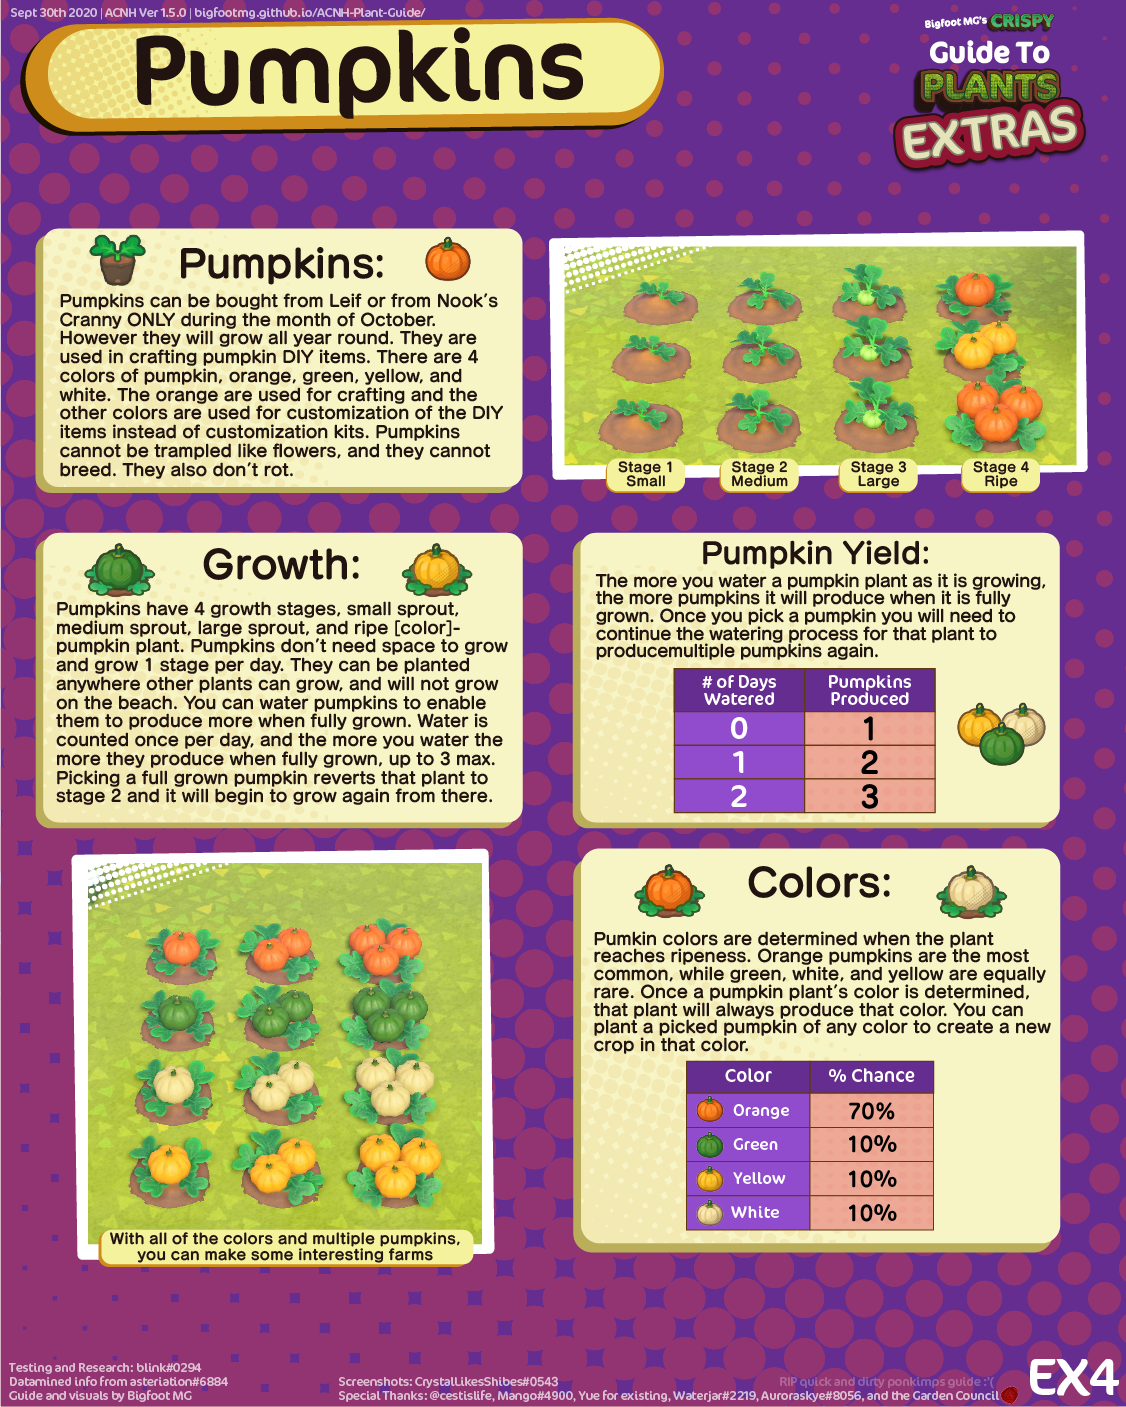 Sept 30th 2020 | ACNH Ver 1.5.0 | bigfootmg.github.io/ACNH-Plant-Guide/
Pumpkins
Bigfoot MG's CRISPY
Guide To
PLANTS
EXTRAS
Pumpkins:
Pumpkins can be bought from Leif or from Nook's
Cranny ONLY during the month of October.
However they will grow all year round. They are
used in crafting pumpkin DIY items. There are 4
colors of pumpkin, orange, green, yellow, and
white. The orange are used for crafting and the
other colors are used for customization of the DIY
items instead of customization kits. Pumpkins
cannot be trampled like flowers, and they cannot
breed. They also don't rot.
Stage 1
Small
Stage 2
Medium
Stage 3
Large
Stage 4
Ripe
Growth:
Pumpkins have 4 growth stages, small sprout,
medium sprout, large sprout, and ripe [color]-
pumpkin plant. Pumpkins don't need space to grow
and grow 1 stage per day. They can be planted
anywhere other plants can grow, and will not grow
on the beach. You can water pumpkins to enable
them to produce more when fully grown. Water is
counted once per day, and the more you water the
more they produce when fully grown, up to 3 max.
Picking a full grown pumpkin reverts that plant to
stage 2 and it will begin to grow again from there.
Pumpkin Yield:
The more you water a pumpkin plant as it is growing,
the more pumpkins it will produce when it is fully
grown. Once you pick a pumpkin you will need to
continue the watering process for that plant to
producemultiple pumpkins again.
# of Days Watered
Pumpkins Produced
0 1
1 2
2 3
With all of the colors and multiple pumpkins,
you can make some interesting farms
Colors:
Pumkin colors are determined when the plant
reaches ripeness. Orange pumpkins are the most
common, while green, white, and yellow are equally
rare. Once a pumpkin plant's color is determined,
that plant will always produce that color. You can
plant a picked pumpkin of any color to create a new
crop in that color.
Color % Chance
Orange 70%
Green 10%
Yellow 10%
White 10%
Testing and Research: blink#0294
Datamined info from asteriation#6884
Guide and visuals by Bigfoot MG
Screenshots: CrystalLikesShibes#0543
Special Thanks: @cestislife, Mango#4900, Yue for existing, Waterjar#2219, Auroraskye#8056, and the Garden Council
RIP quick and dirty ponkimps guide :'(
EX4